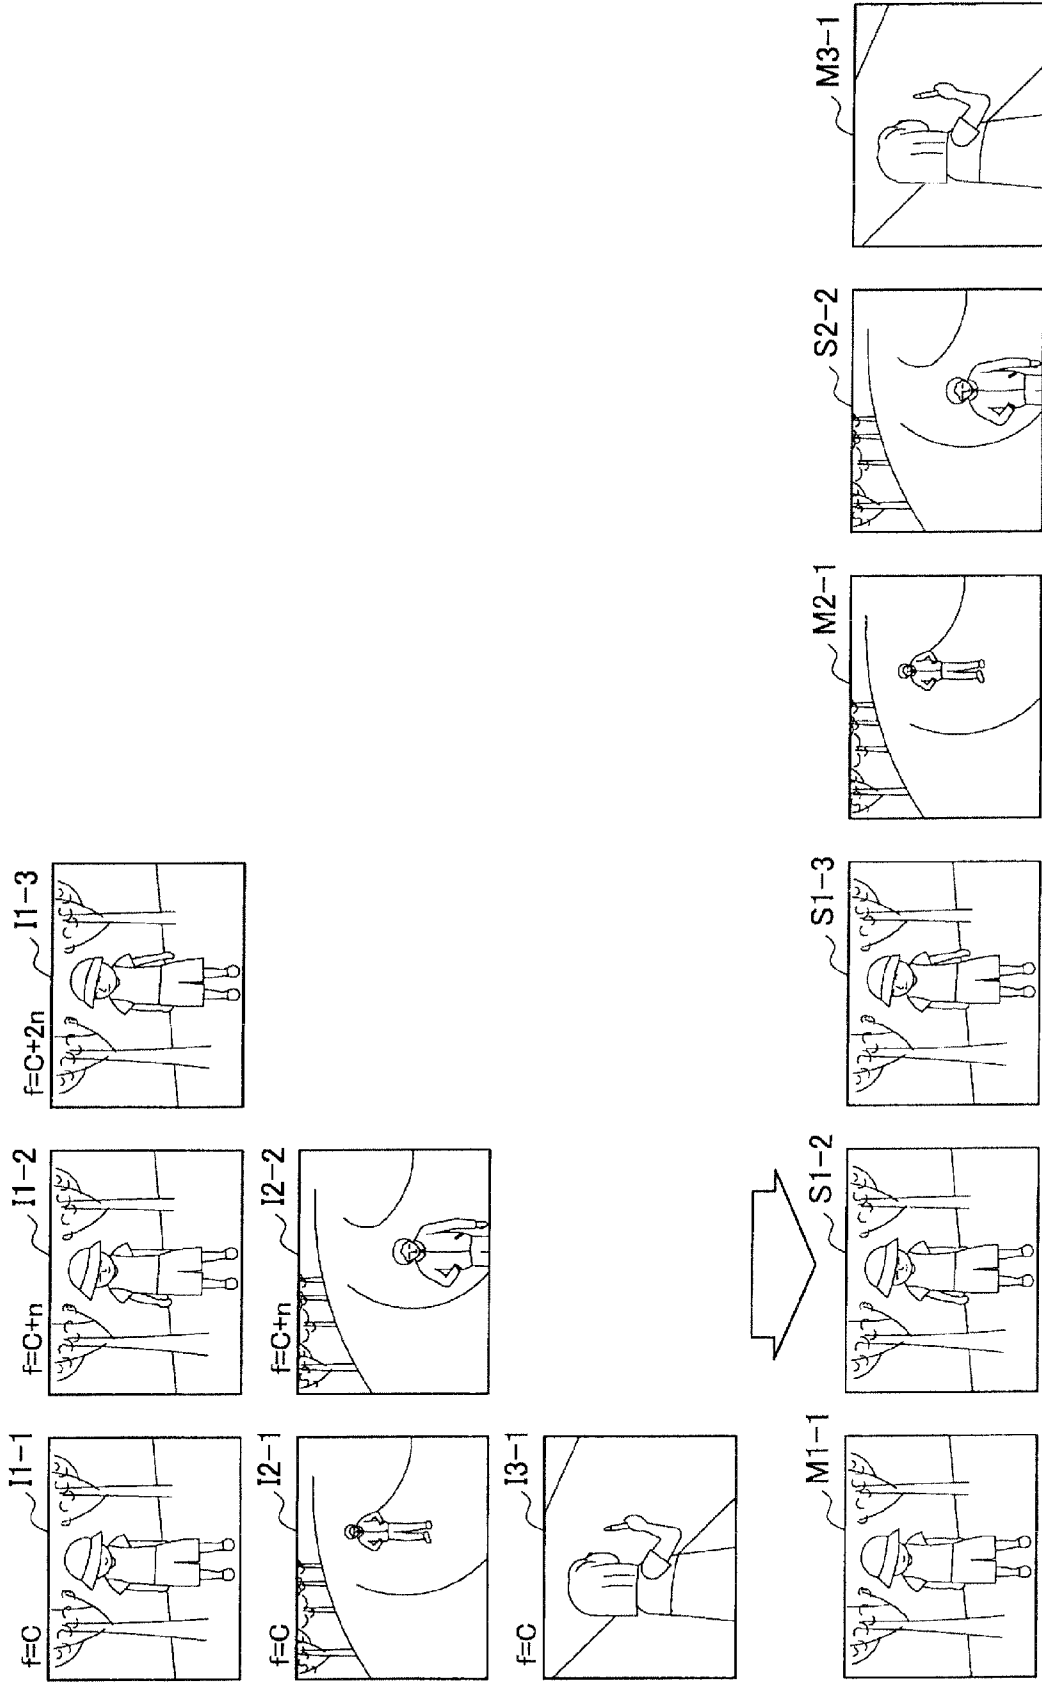 f=C I1-1
f=C+n I1-2
f=C+2n I1-3
f=C I2-1
f=C+n I2-2
f=C I3-1
M1-1 S1-2 S1-3 M2-1 S2-2 M3-1